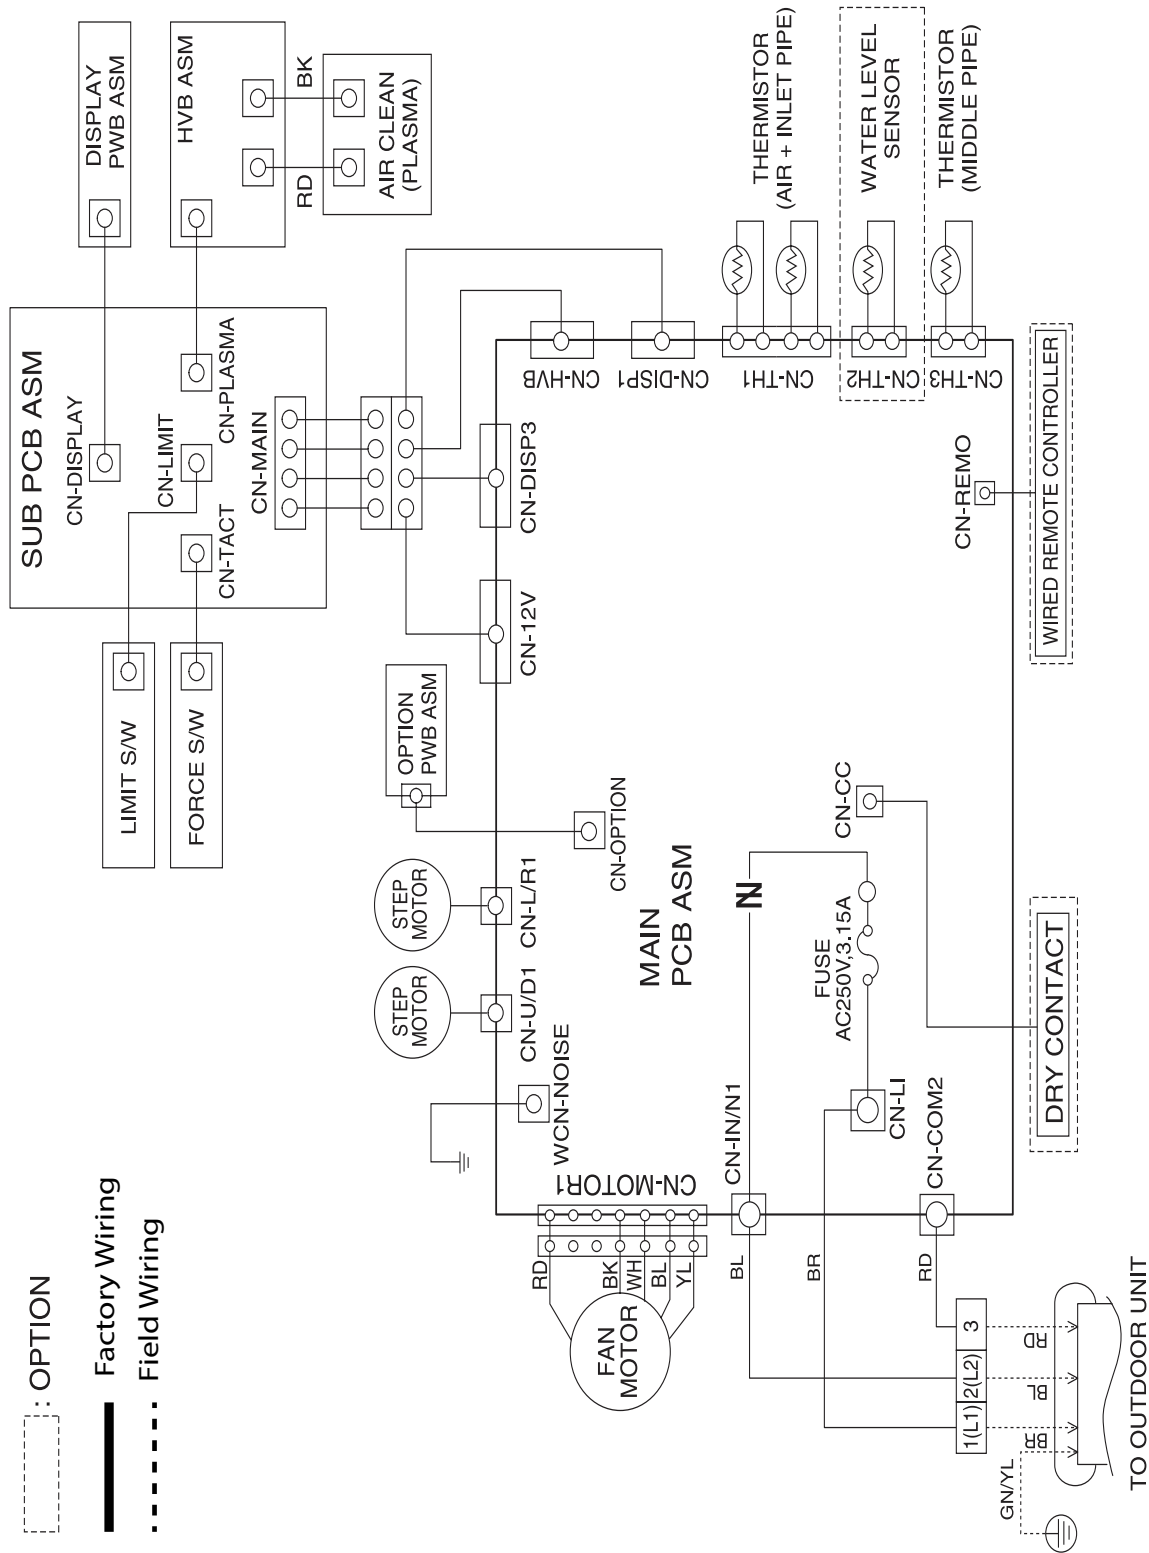 : OPTION
Factory Wiring
Field Wiring
SUB PCB ASM
CN-DISPLAY
CN-LIMIT
CN-PLASMA
CN-TACT
CN-MAIN
DISPLAY
PWB ASM
HVB ASM
BK
RD
AIR CLEAN
(PLASMA)
LIMIT S/W
FORCE S/W
OPTION
PWB ASM
STEP
MOTOR
STEP
MOTOR
CN-U/D1
CN-L/R1
CN-OPTION
CN-12V
CN-DISP3
WCN-NOISE
CN-MOTOR1
RD
BK
WH
BL
YL
FAN
MOTOR
MAIN
PCB ASM
CN-HVB
CN-DISP1
CN-TH1
CN-TH2
CN-TH3
THERMISTOR
(AIR + INLET PIPE)
WATER LEVEL
SENSOR
THERMISTOR
(MIDDLE PIPE)
CN-IN/N1
FUSE
AC250V,3.15A
CN-LI
CN-COM2
CN-CC
CN-REMO
BL
BR
RD
1(L1)
2(L2)
3
GN/YL
BR
BL
RD
TO OUTDOOR UNIT
DRY CONTACT
WIRED REMOTE CONTROLLER